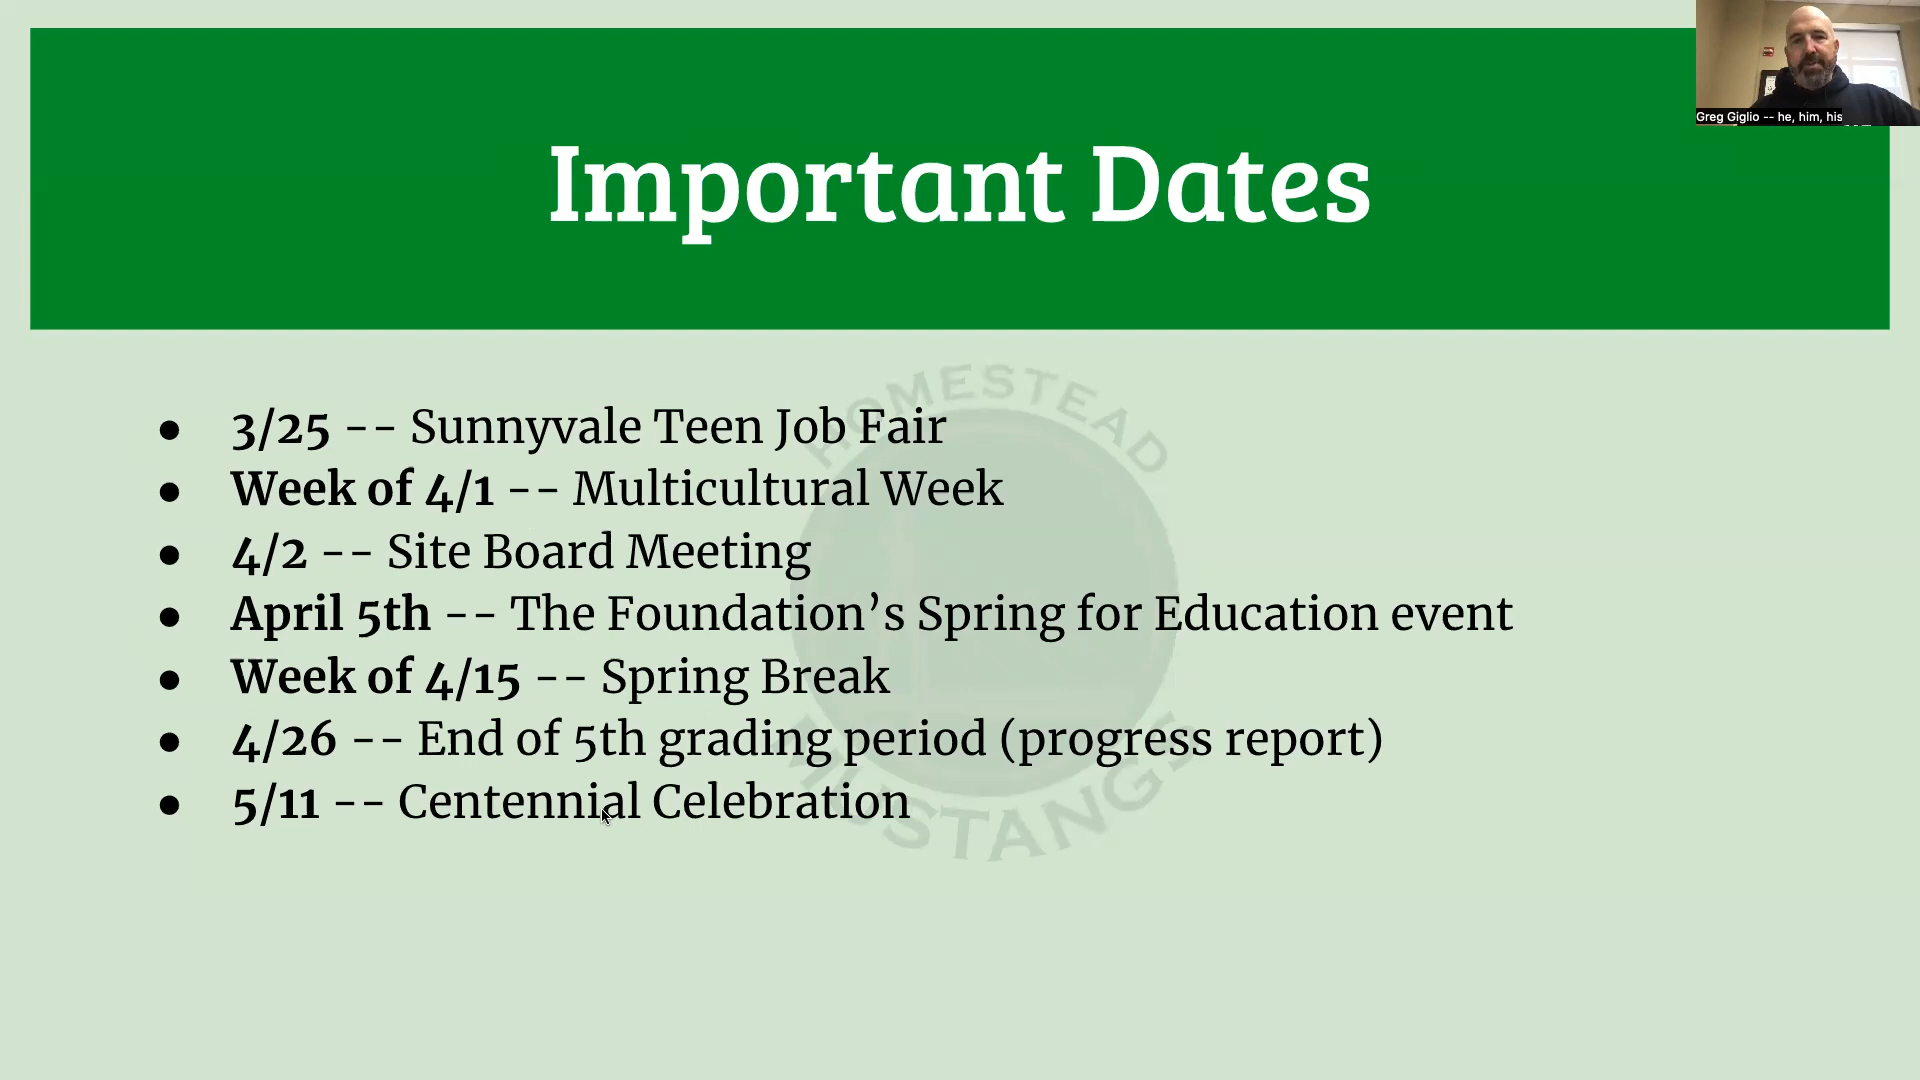 Important Dates
Greg Giglio -- he, him, his
HOMESTEAD
● 3/25 -- Sunnyvale Teen Job Fair
● Week of 4/1 -- Multicultural Week
● 4/2 -- Site Board Meeting
● April 5th -- The Foundation’s Spring for Education event
● Week of 4/15 -- Spring Break
● 4/26 -- End of 5th grading period (progress report)
● 5/11 -- Centennial Celebration
MUSTANGS